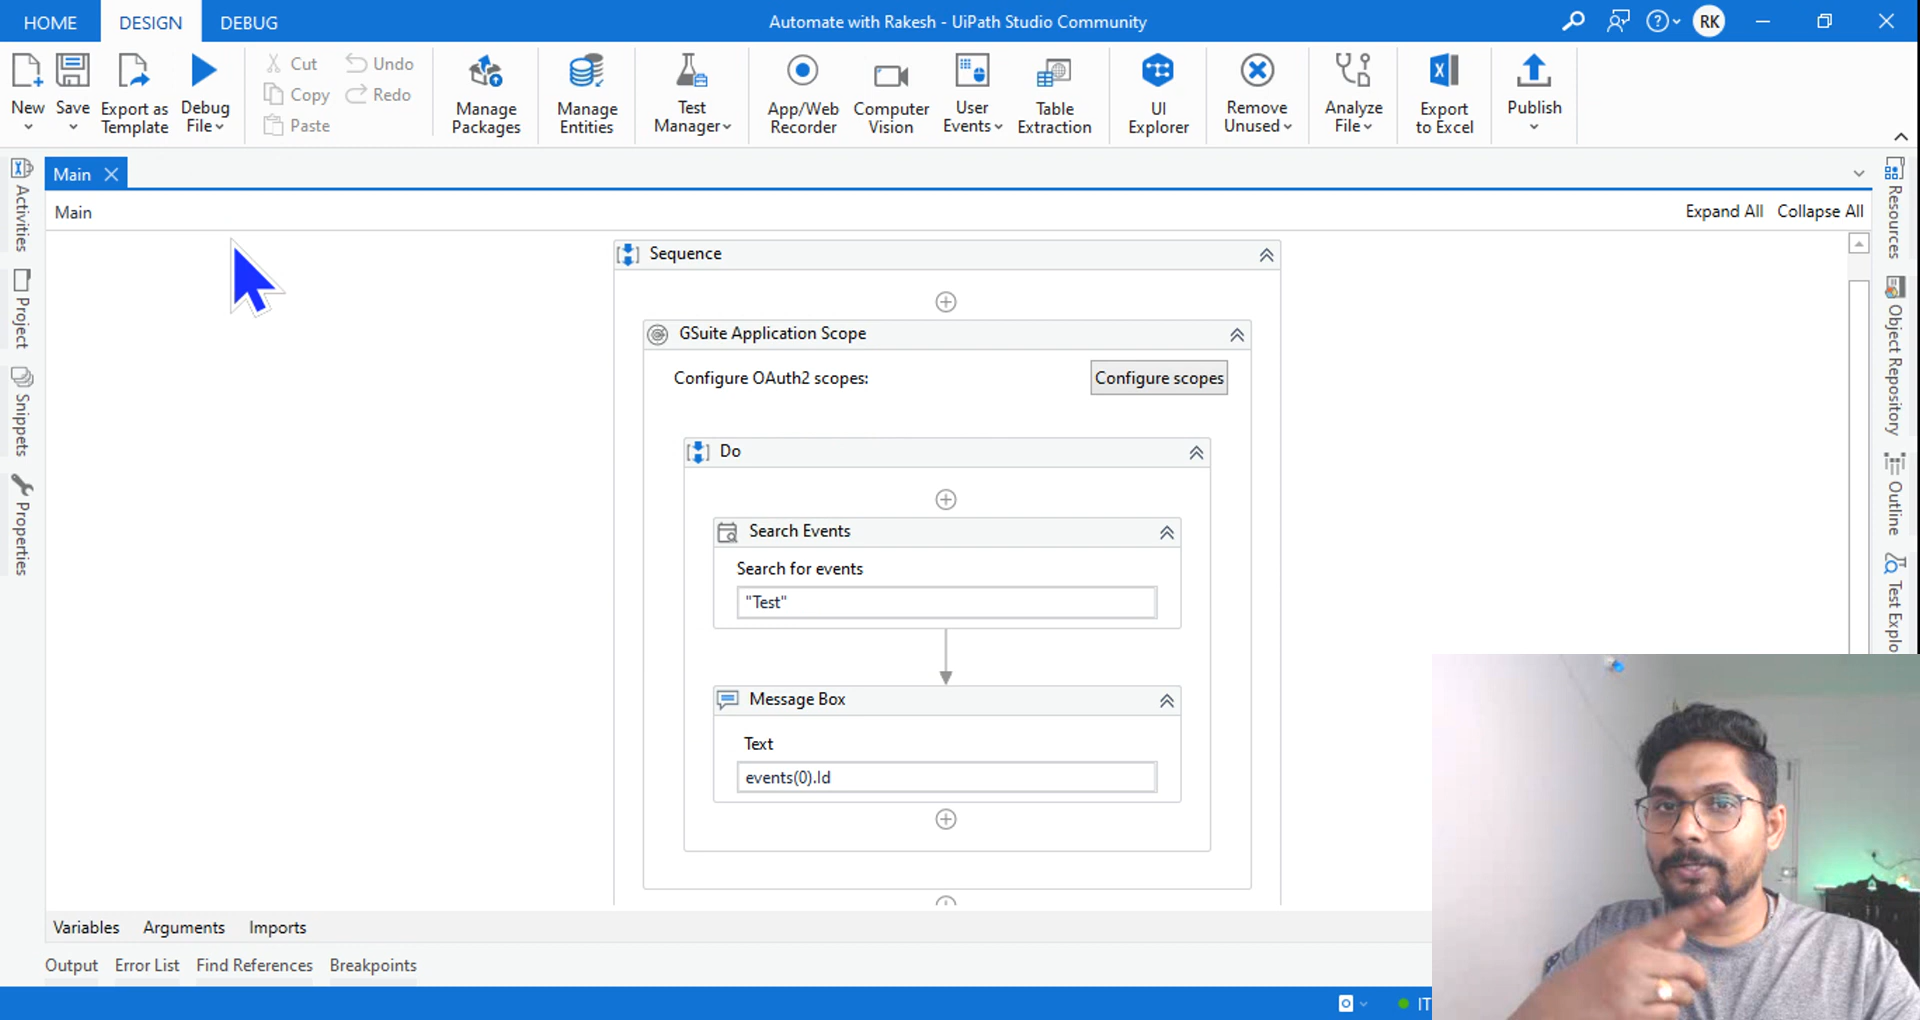 HOME DESIGN DEBUG Automate with Rakesh - UiPath Studio Community RK
New Save Export as Template Debug File
Cut Copy Paste Undo Redo
Manage Packages
Manage Entities
Test Manager
App/Web Recorder
Computer Vision
User Events
Table Extraction
UI Explorer
Remove Unused
Analyze File
Export to Excel
Publish
Main
Main
Expand All Collapse All
Activities
Project
Snippets
Properties
Resources
Object Repository
Outline
Test Explo
Sequence
GSuite Application Scope
Configure OAuth2 scopes: Configure scopes
Do
Search Events
Search for events
"Test"
Message Box
Text
events(0).Id
Variables Arguments Imports
Output Error List Find References Breakpoints
IT